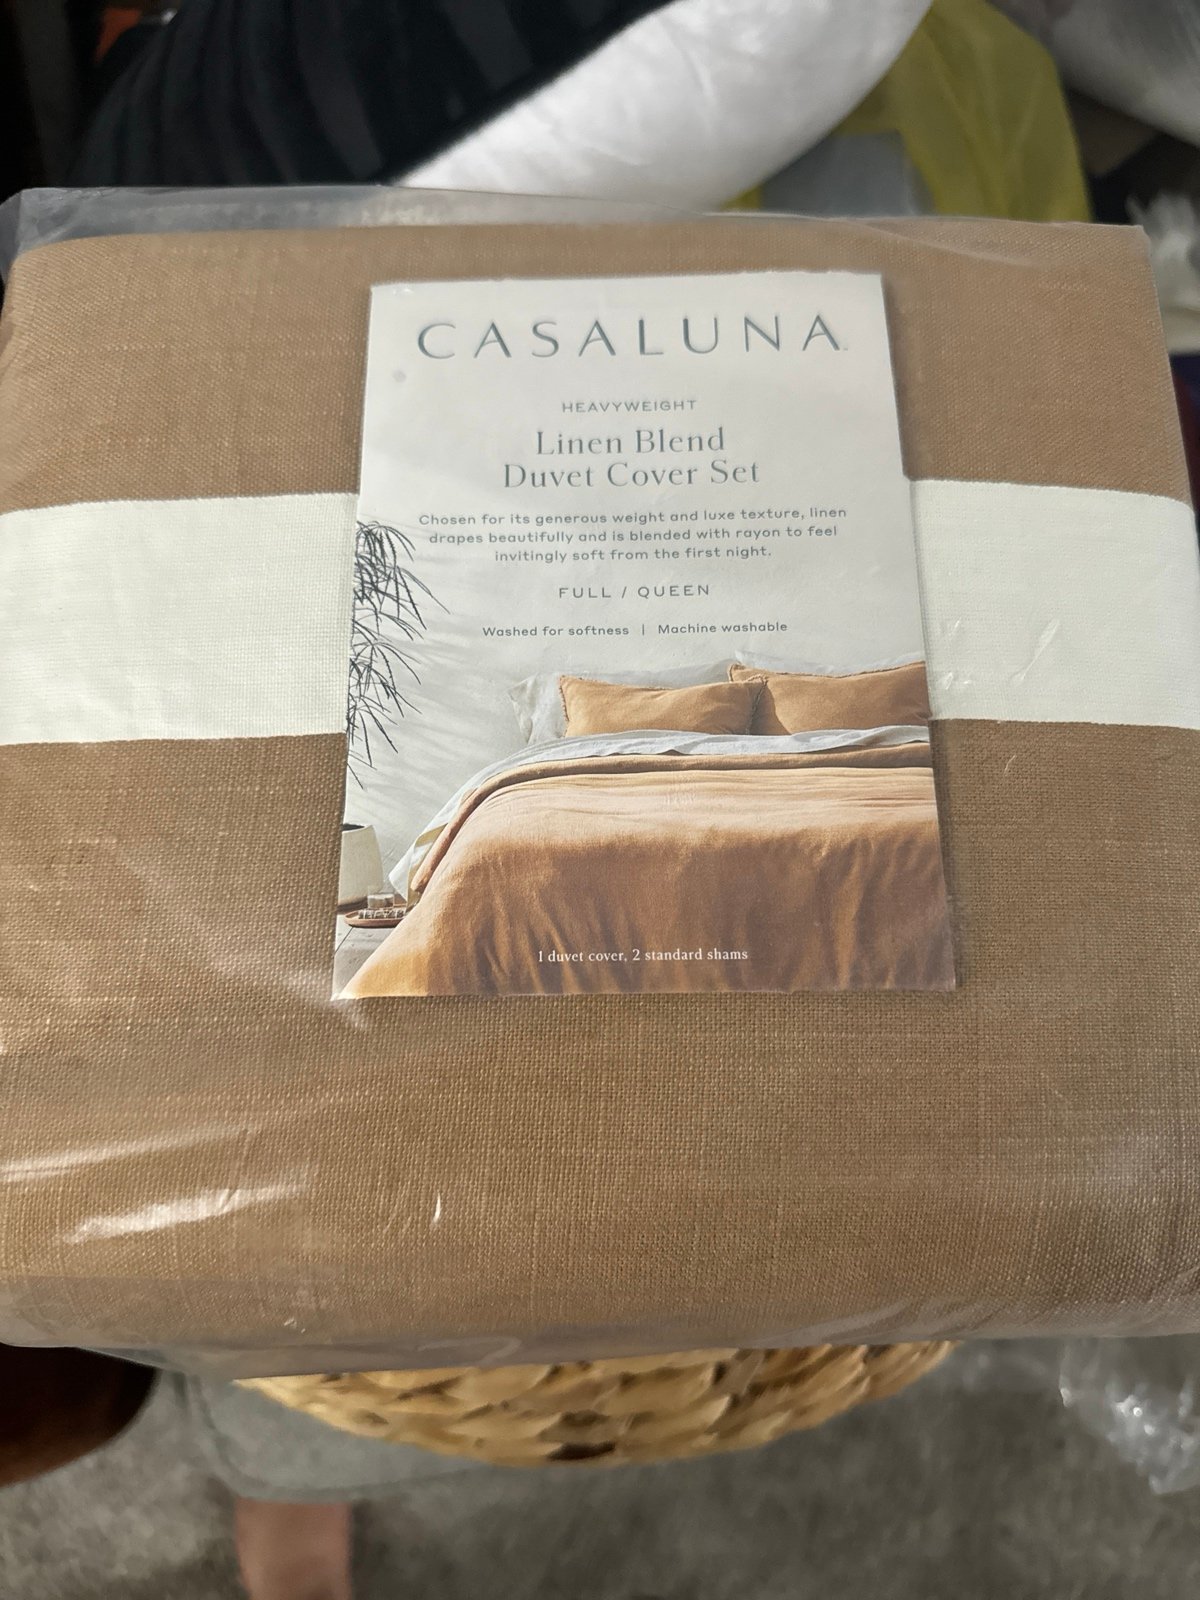 CASALUNA™
HEAVYWEIGHT
Linen Blend
Duvet Cover Set
Chosen for its generous weight and luxe texture, linen
drapes beautifully and is blended with rayon to feel
invitingly soft from the first night.
FULL / QUEEN
Washed for softness | Machine washable
1 duvet cover, 2 standard shams